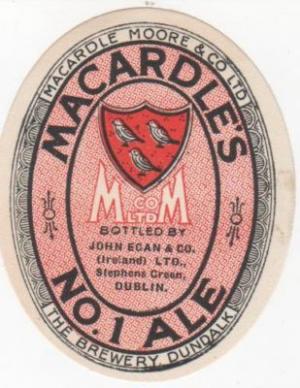 MACARDLE MOORE & CO LTD
MACARDLE'S
M CO M
LTD
BOTTLED BY
JOHN EGAN & CO.
(Ireland) LTD.,
Stephens Green,
DUBLIN.
NO.1 ALE
THE BREWERY, DUNDALK